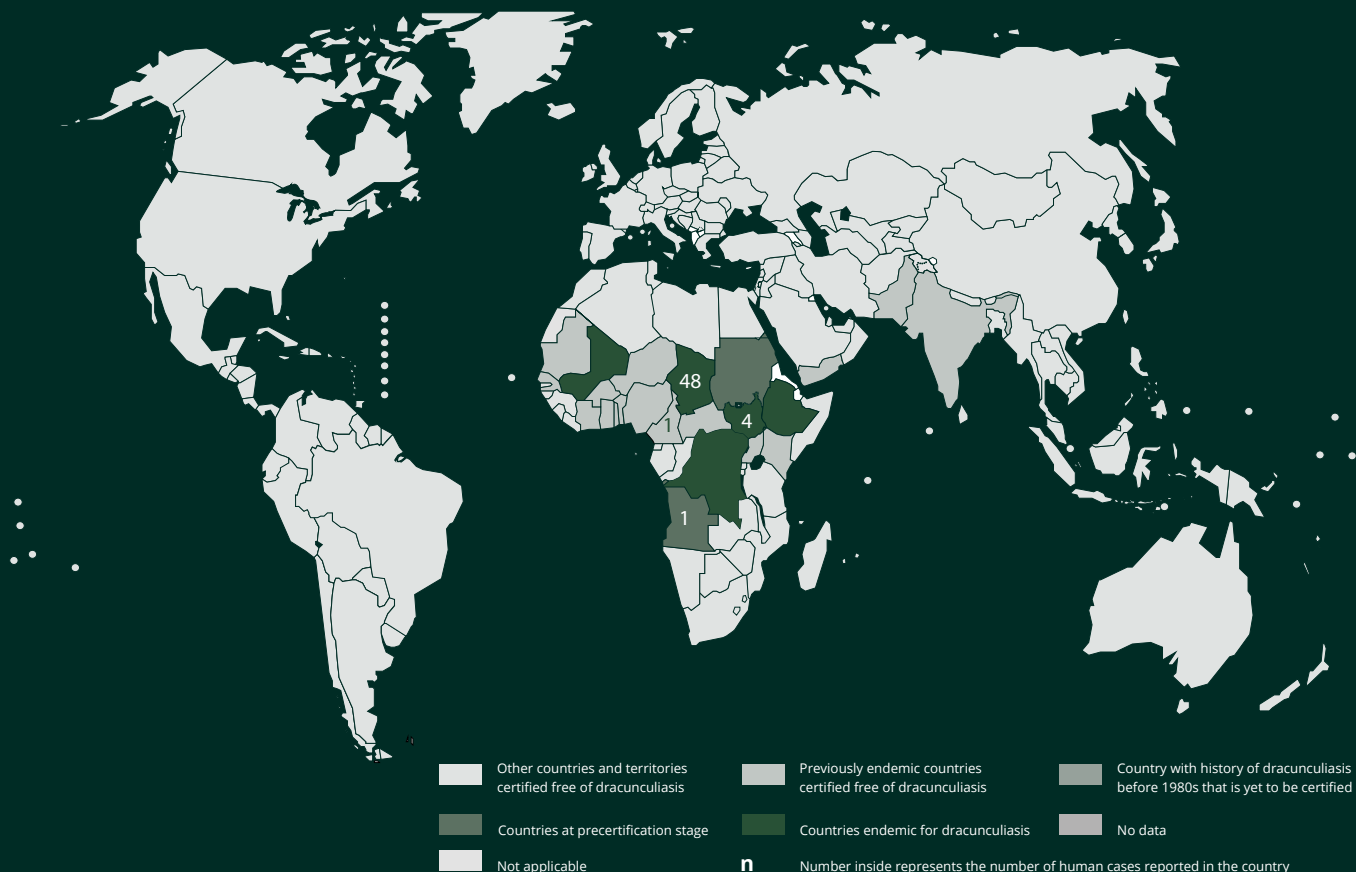 48
1
4
1
Other countries and territories
certified free of dracunculiasis
Previously endemic countries
certified free of dracunculiasis
Country with history of dracunculiasis
before 1980s that is yet to be certified
Countries at precertification stage
Countries endemic for dracunculiasis
No data
Not applicable
n
Number inside represents the number of human cases reported in the country